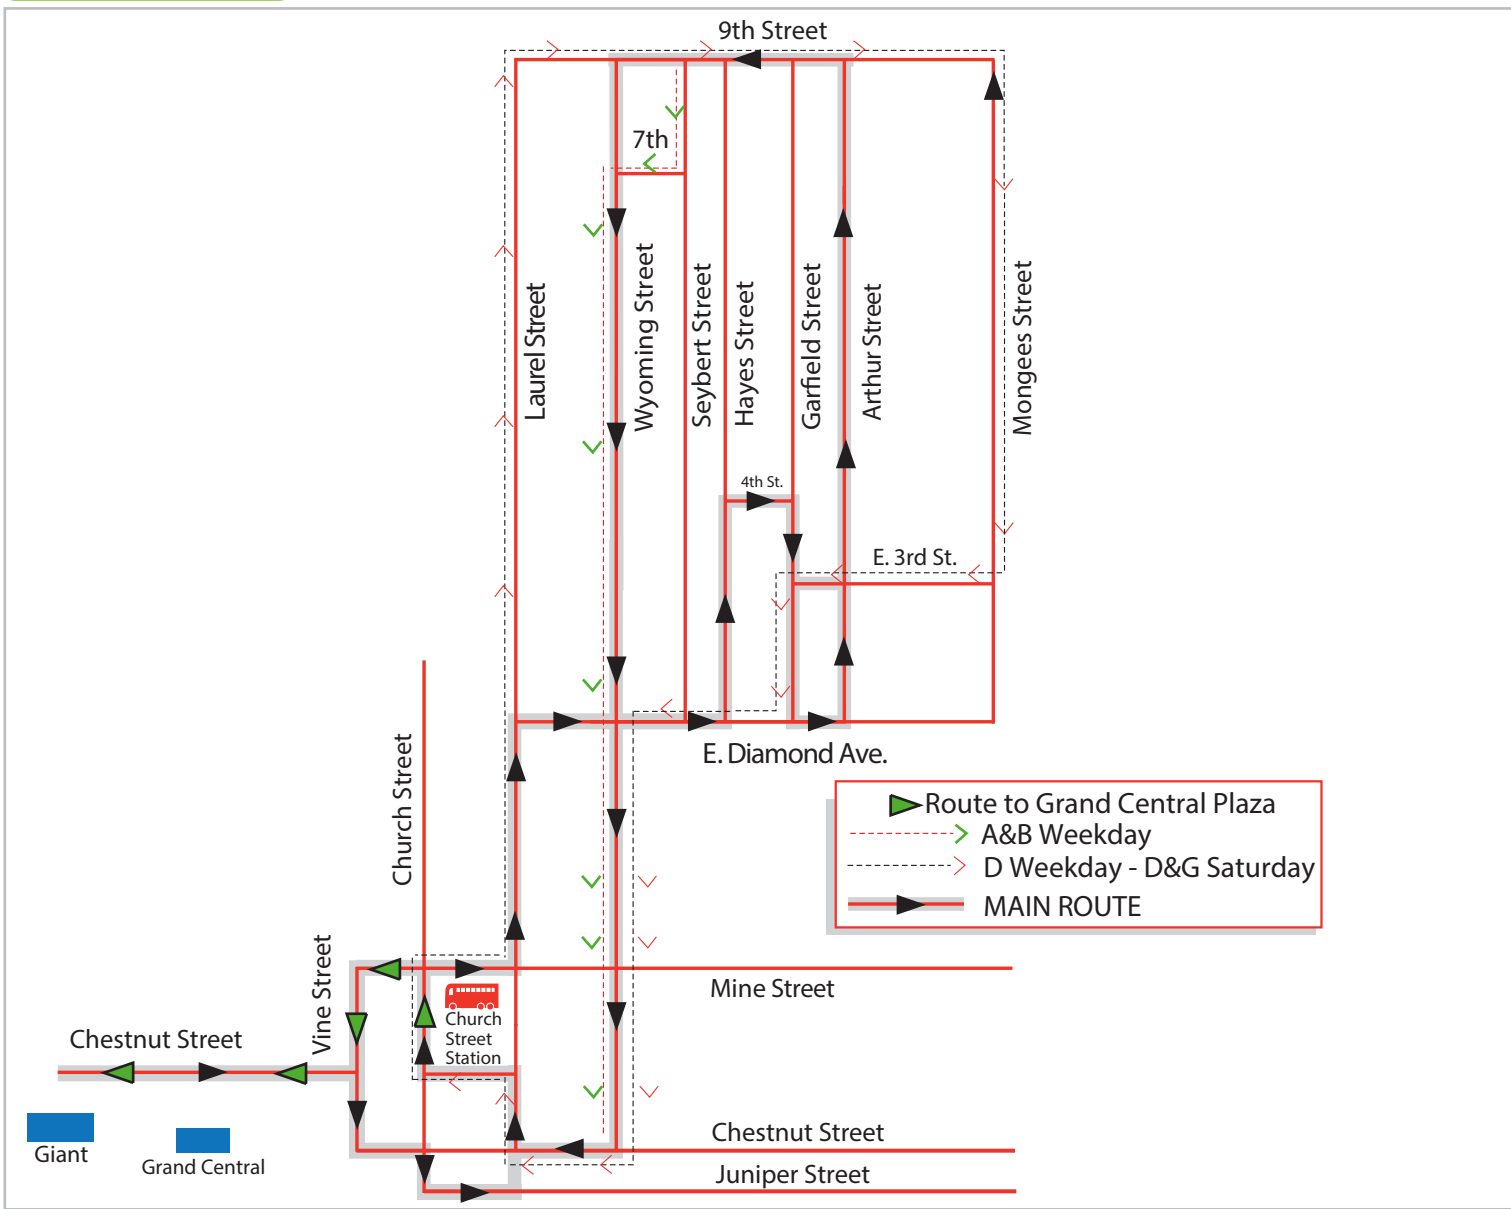 9th Street
7th
Laurel Street
Wyoming Street
Seybert Street
Hayes Street
Garfield Street
Arthur Street
Mongees Street
4th St.
E. 3rd St.
E. Diamond Ave.
Church Street
Route to Grand Central Plaza
A&B Weekday
D Weekday - D&G Saturday
MAIN ROUTE
Vine Street
Mine Street
Church
Street
Station
Chestnut Street
Giant
Grand Central
Chestnut Street
Juniper Street